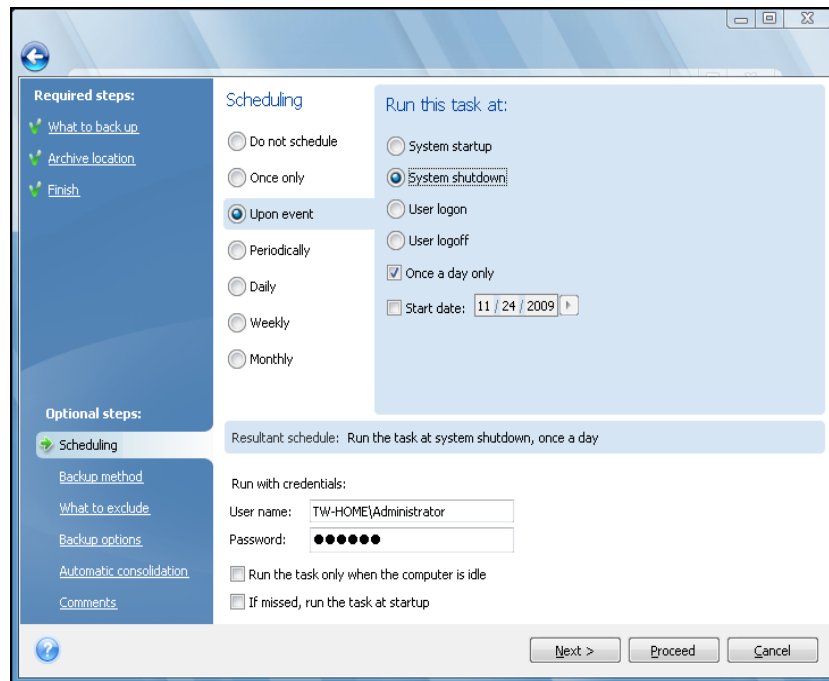 Required steps:
What to back up
Archive location
Finish
Optional steps:
Scheduling
Backup method
What to exclude
Backup options
Automatic consolidation
Comments
Scheduling
Do not schedule
Once only
Upon event
Periodically
Daily
Weekly
Monthly
Run this task at:
System startup
System shutdown
User logon
User logoff
Once a day only
Start date: 11 / 24 / 2009
Resultant schedule: Run the task at system shutdown, once a day
Run with credentials:
User name: TW-HOME\Administrator
Password: ●●●●●●
Run the task only when the computer is idle
If missed, run the task at startup
Next >
Proceed
Cancel